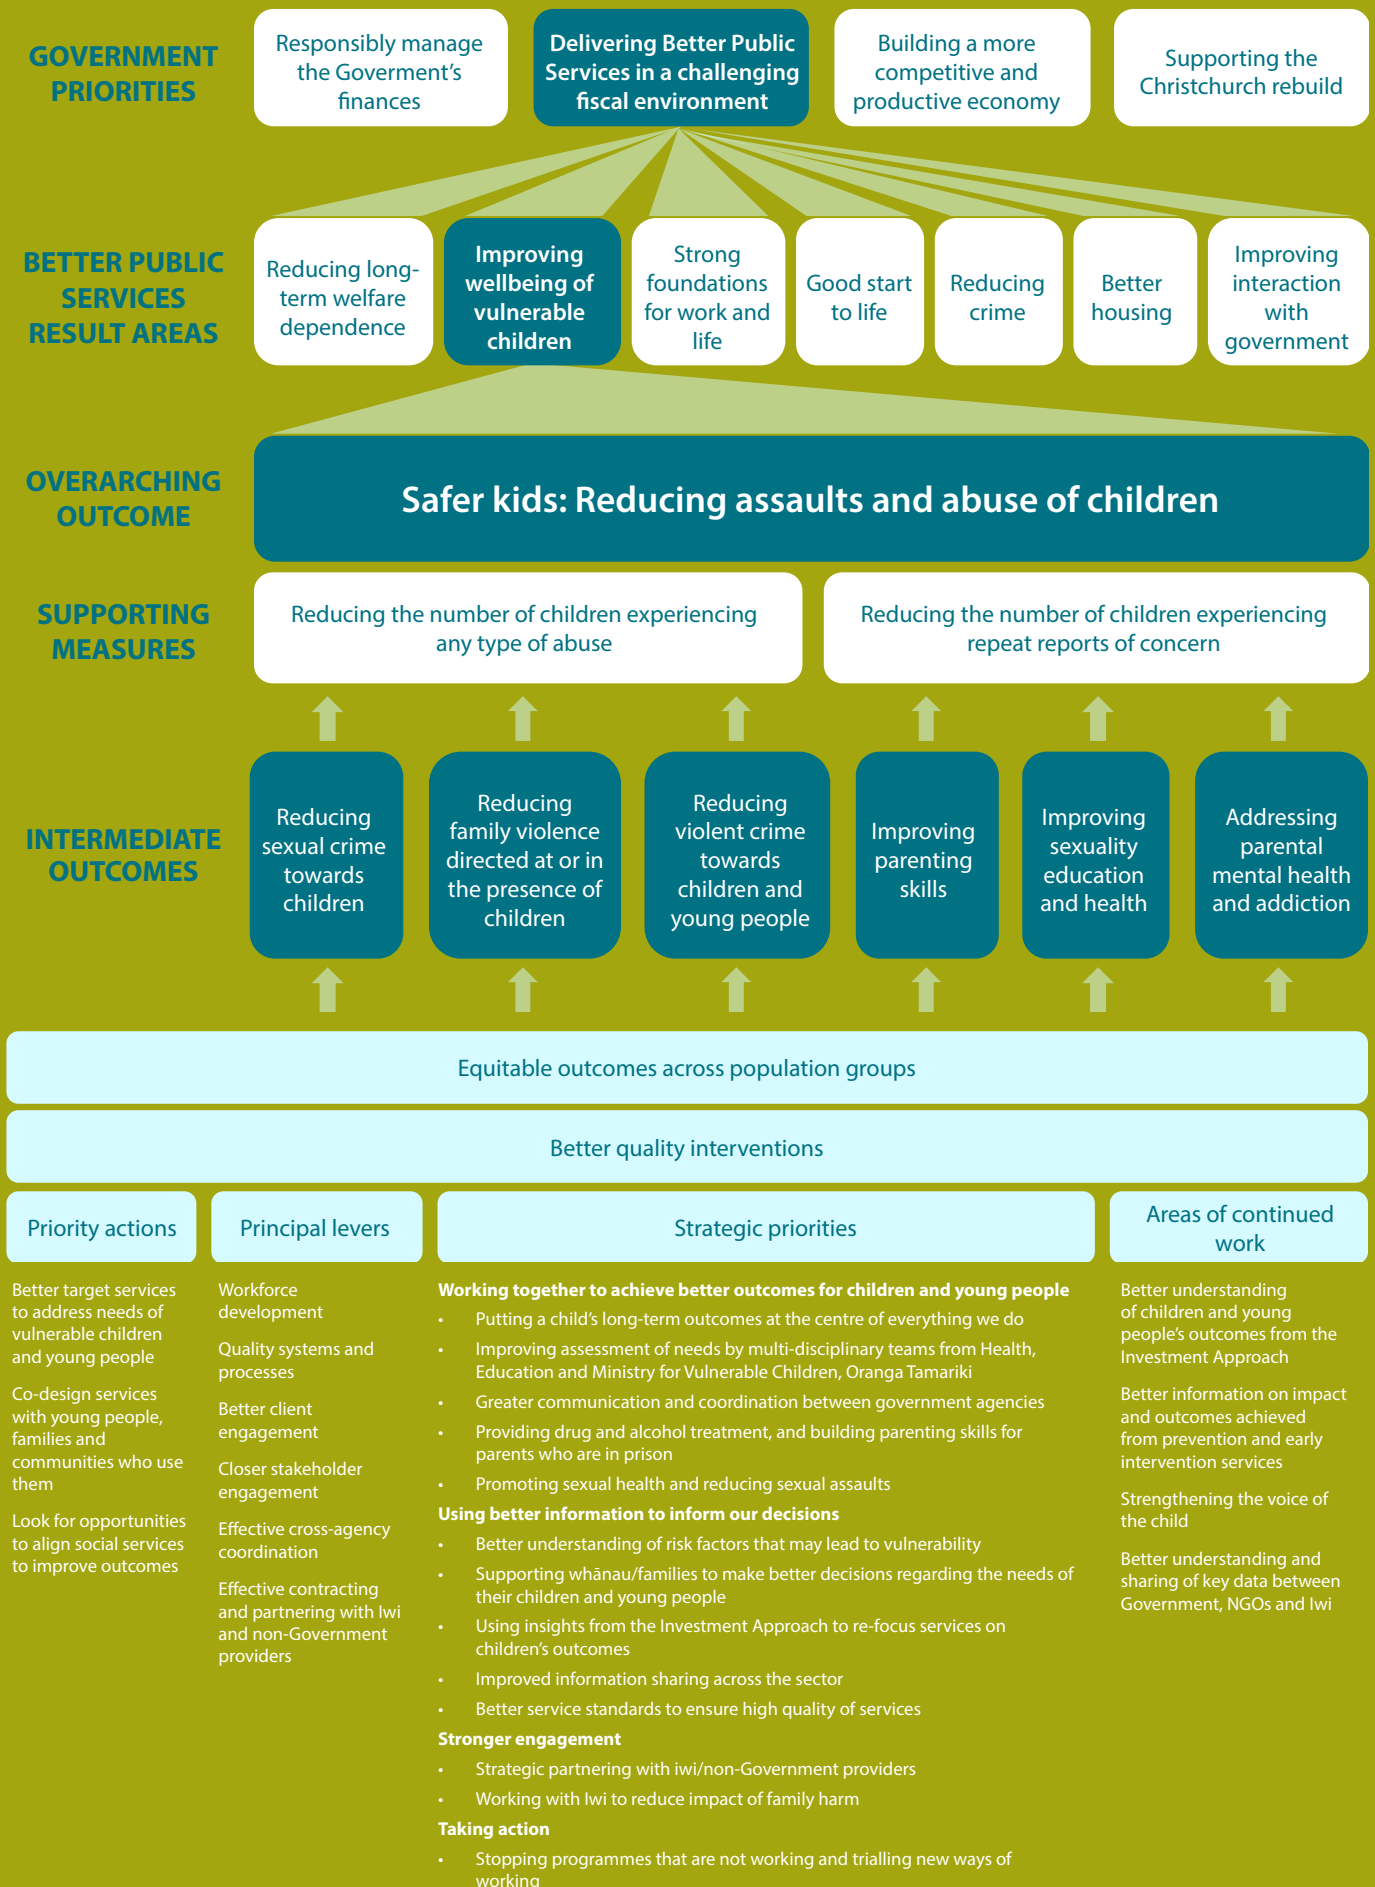 GOVERNMENT
PRIORITIES
Responsibly manage
the Goverment's
finances
Delivering Better Public
Services in a challenging
fiscal environment
Building a more
competitive and
productive economy
Supporting the
Christchurch rebuild
BETTER PUBLIC
SERVICES
RESULT AREAS
Reducing long-
term welfare
dependence
Improving
wellbeing of
vulnerable
children
Strong
foundations
for work and
life
Good start
to life
Reducing
crime
Better
housing
Improving
interaction
with
government
OVERARCHING
OUTCOME
Safer kids: Reducing assaults and abuse of children
SUPPORTING
MEASURES
Reducing the number of children experiencing
any type of abuse
Reducing the number of children experiencing
repeat reports of concern
INTERMEDIATE
OUTCOMES
Reducing
sexual crime
towards
children
Reducing
family violence
directed at or in
the presence of
children
Reducing
violent crime
towards
children and
young people
Improving
parenting
skills
Improving
sexuality
education
and health
Addressing
parental
mental health
and addiction
Equitable outcomes across population groups
Better quality interventions
Priority actions
Better target services
to address needs of
vulnerable children
and young people
Co-design services
with young people,
families and
communities who use
them
Look for opportunities
to align social services
to improve outcomes
Principal levers
Workforce
development
Quality systems and
processes
Better client
engagement
Closer stakeholder
engagement
Effective cross-agency
coordination
Effective contracting
and partnering with Iwi
and non-Government
providers
Strategic priorities
Working together to achieve better outcomes for children and young people
• Putting a child's long-term outcomes at the centre of everything we do
• Improving assessment of needs by multi-disciplinary teams from Health,
Education and Ministry for Vulnerable Children, Oranga Tamariki
• Greater communication and coordination between government agencies
• Providing drug and alcohol treatment, and building parenting skills for
parents who are in prison
• Promoting sexual health and reducing sexual assaults
Using better information to inform our decisions
• Better understanding of risk factors that may lead to vulnerability
• Supporting whānau/families to make better decisions regarding the needs of
their children and young people
• Using insights from the Investment Approach to re-focus services on
children's outcomes
• Improved information sharing across the sector
• Better service standards to ensure high quality of services
Stronger engagement
• Strategic partnering with iwi/non-Government providers
• Working with Iwi to reduce impact of family harm
Taking action
• Stopping programmes that are not working and trialling new ways of
working
Areas of continued
work
Better understanding
of children and young
people's outcomes from the
Investment Approach
Better information on impact
and outcomes achieved
from prevention and early
intervention services
Strengthening the voice of
the child
Better understanding and
sharing of key data between
Government, NGOs and Iwi